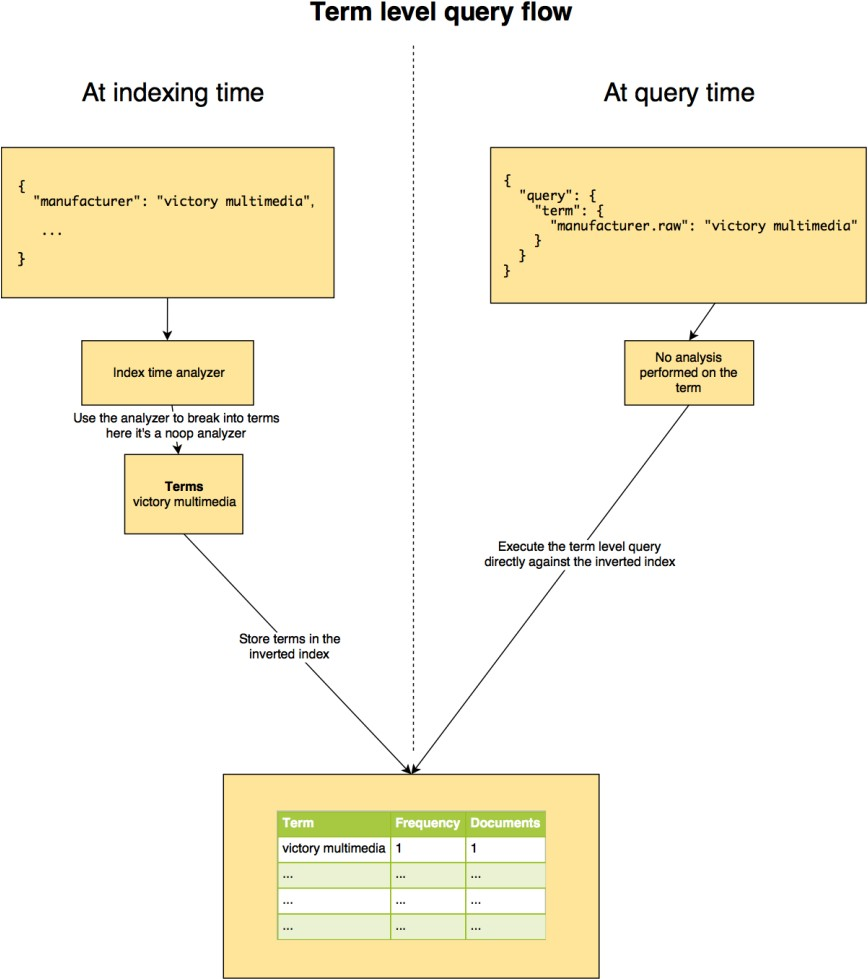 Term level query flow
At indexing time
{
"manufacturer": "victory multimedia",
...
}
Index time analyzer
Use the analyzer to break into terms
here it's a noop analyzer
Terms
victory multimedia
Store terms in the
inverted index
At query time
{
"query": {
"term": {
"manufacturer.raw": "victory multimedia"
}
}
}
No analysis
performed on the
term
Execute the term level query
directly against the inverted index
Term Frequency Documents
victory multimedia 1 1
... ... ...
... ... ...
... ... ...